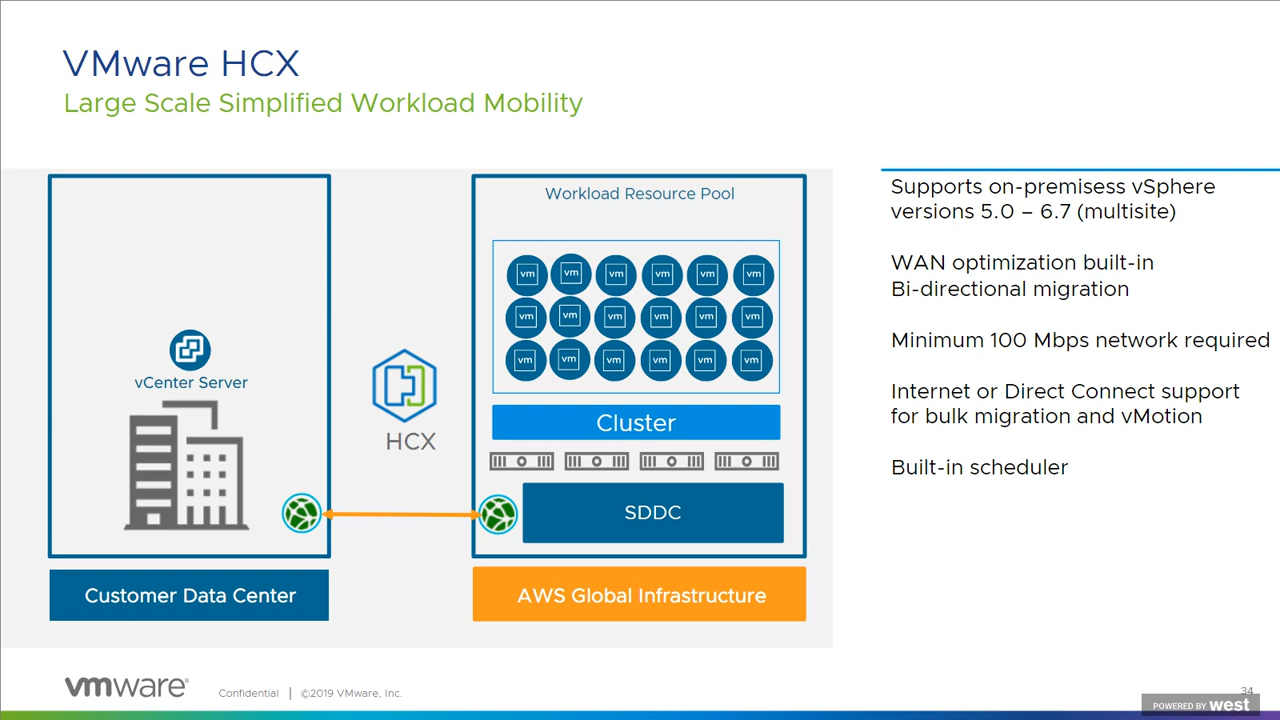 VMware HCX
Large Scale Simplified Workload Mobility
Workload Resource Pool
vm vm vm vm vm vm
vm vm vm vm vm vm
vm vm vm vm vm vm
vCenter Server
HCX
Cluster
SDDC
Customer Data Center
AWS Global Infrastructure
Supports on-premisess vSphere
versions 5.0 – 6.7 (multisite)
WAN optimization built-in
Bi-directional migration
Minimum 100 Mbps network required
Internet or Direct Connect support
for bulk migration and vMotion
Built-in scheduler
vmware®
Confidential | ©2019 VMware, Inc.
34
POWERED BY west